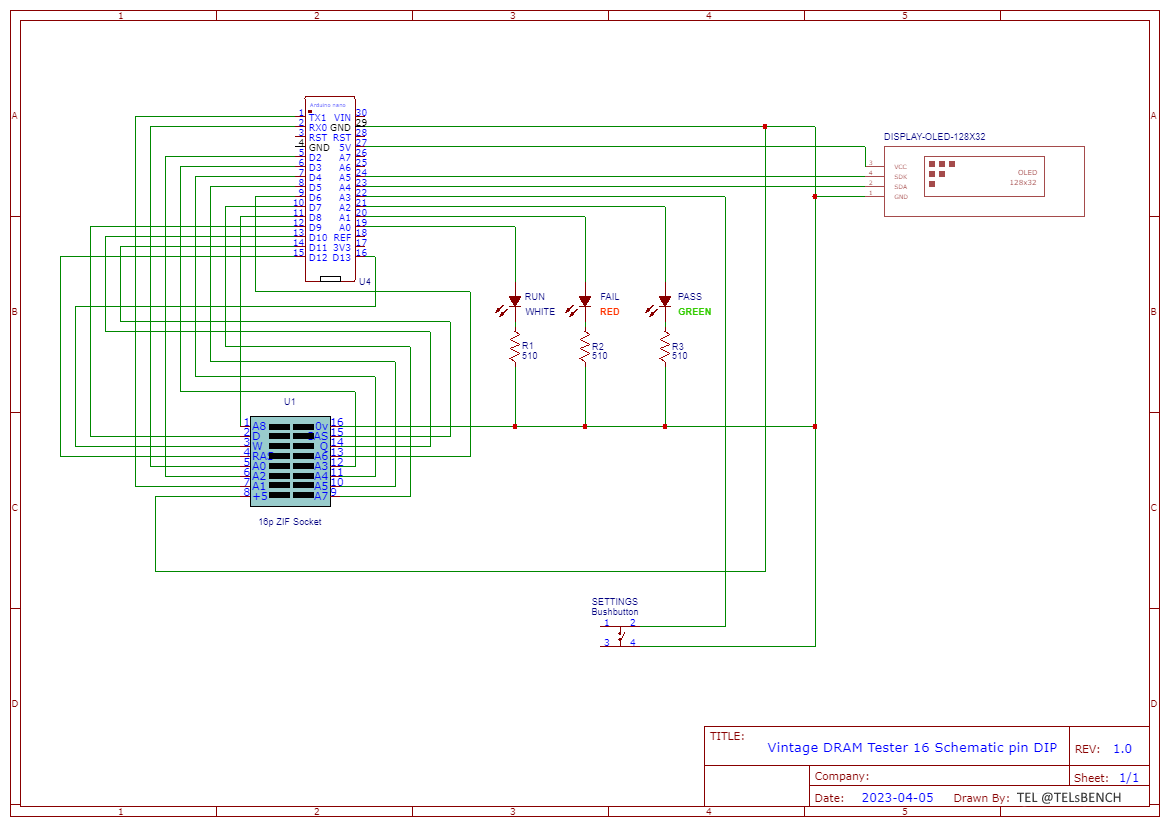 1 2 3 4 5
A A
B B
C C
D D
1 2 3 4 5
Arduino nano
1 TX1 VIN 30
2 RX0 GND 29
3 RST RST 28
4 GND 5V 27
5 D2 A7 26
6 D3 A6 25
7 D4 A5 24
8 D5 A4 23
9 D6 A3 22
10 D7 A2 21
11 D8 A1 20
12 D9 A0 19
13 D10 REF 18
14 D11 3V3 17
15 D12 D13 16
U4
DISPLAY-OLED-128X32
3 VCC
4 SDK
2 SDA
1 GND
OLED
128x32
RUN
WHITE
FAIL
RED
PASS
GREEN
R1
510
R2
510
R3
510
U1
1 A8 0v 16
2 D CAS 15
3 W Q 14
4 RAS A6 13
5 A0 A3 12
6 A2 A4 11
7 A1 A5 10
8 +5 A7 9
16p ZIF Socket
SETTINGS
Bushbutton
1 2
3 4
TITLE:
Vintage DRAM Tester 16 Schematic pin DIP
REV: 1.0
Company:
Sheet: 1/1
Date: 2023-04-05
Drawn By: TEL @TELsBENCH